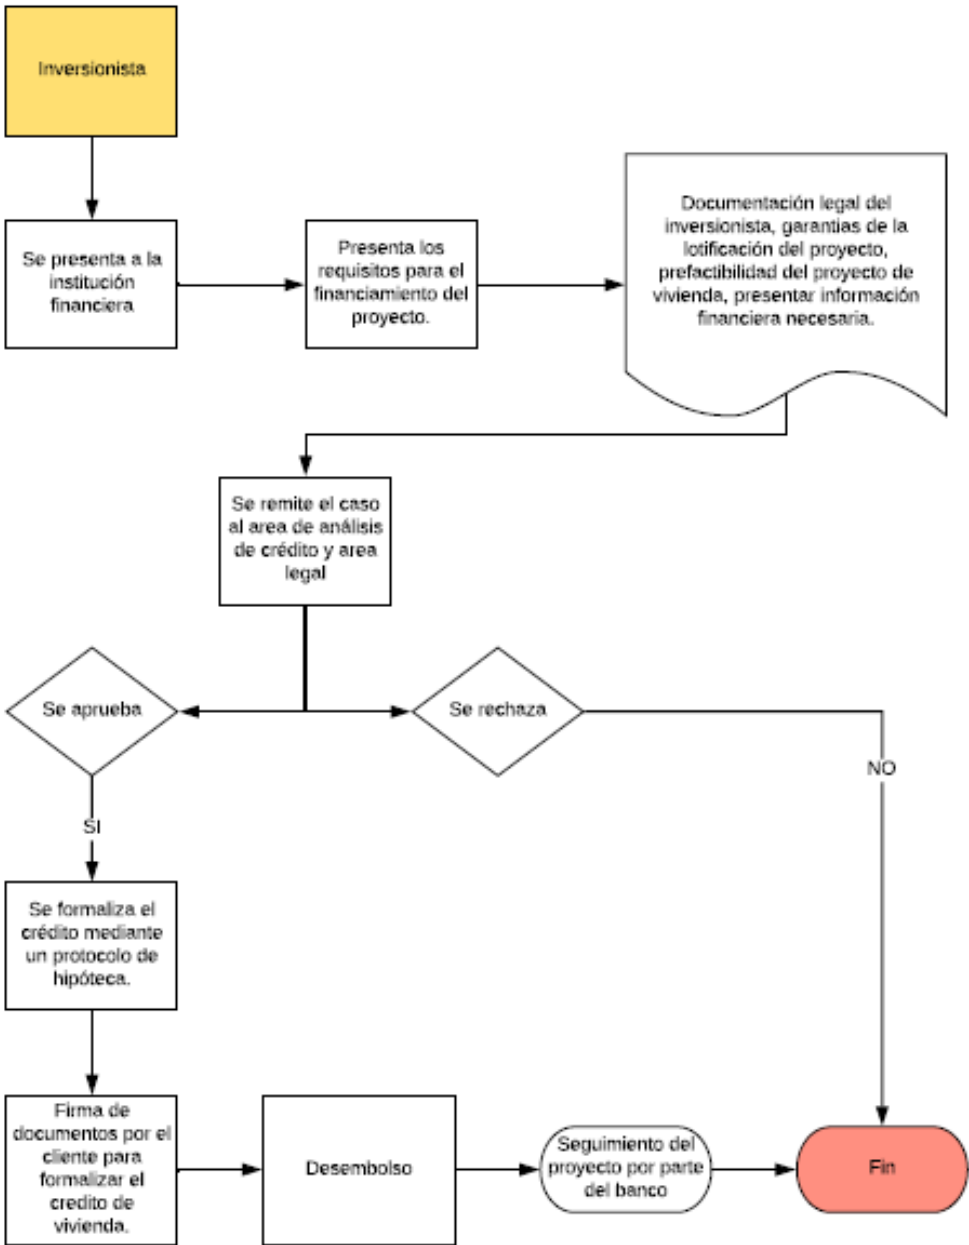 Inversionista
Se presenta a la
institución
financiera
Presenta los
requisitos para el
financiamiento del
proyecto.
Documentación legal del
inversionista, garantias de la
lotificación del proyecto,
prefactibilidad del proyecto de
vivienda, presentar información
financiera necesaria.
Se remite el caso
al area de análisis
de crédito y area
legal
Se aprueba
Se rechaza
NO
SI
Se formaliza el
crédito mediante
un protocolo de
hipóteca.
Firma de
documentos por el
cliente para
formalizar el
credito de
vivienda.
Desembolso
Seguimiento del
proyecto por parte
del banco
Fin